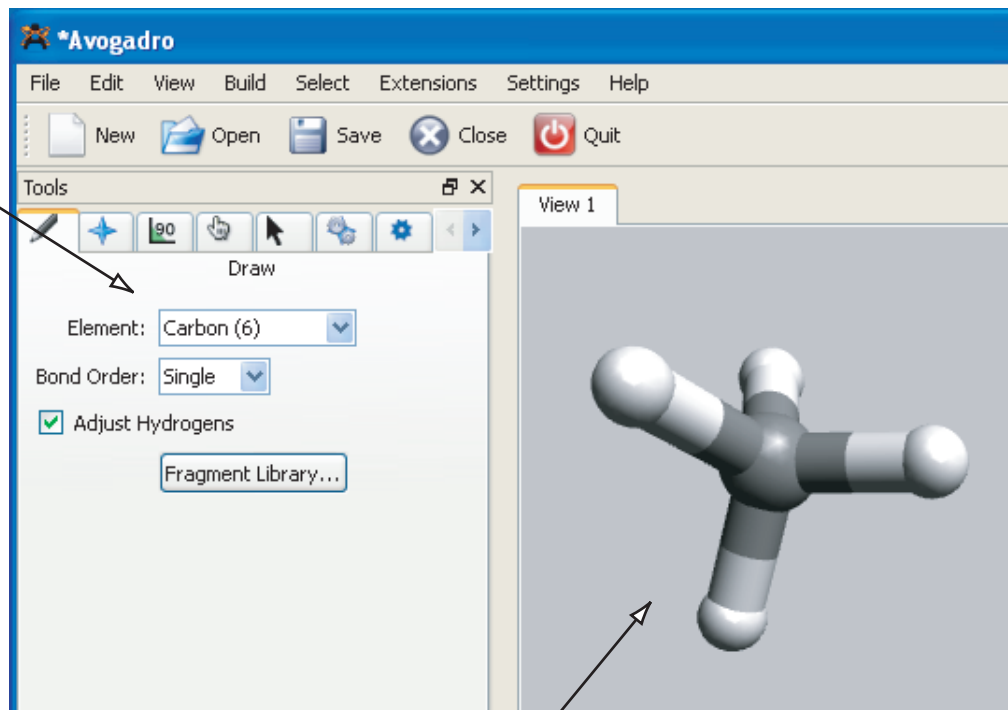 *Avogadro
File Edit View Build Select Extensions Settings Help
New Open Save Close Quit
Tools
View 1
90
Draw
Element: Carbon (6)
Bond Order: Single
Adjust Hydrogens
Fragment Library...